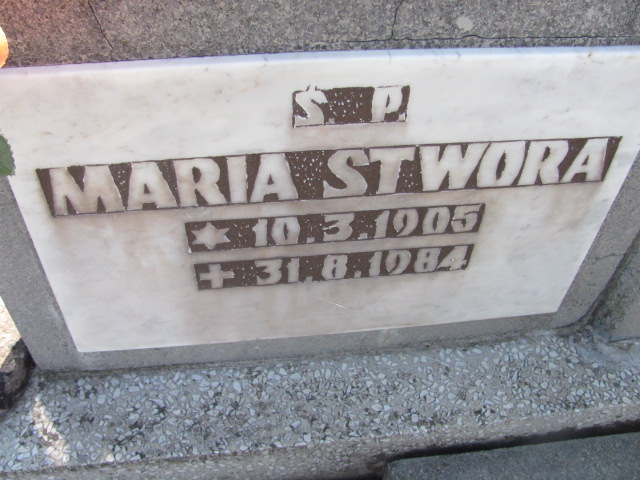 Ś. P.
MARIA STWORA
* 10.3.1905
+ 31.8.1984